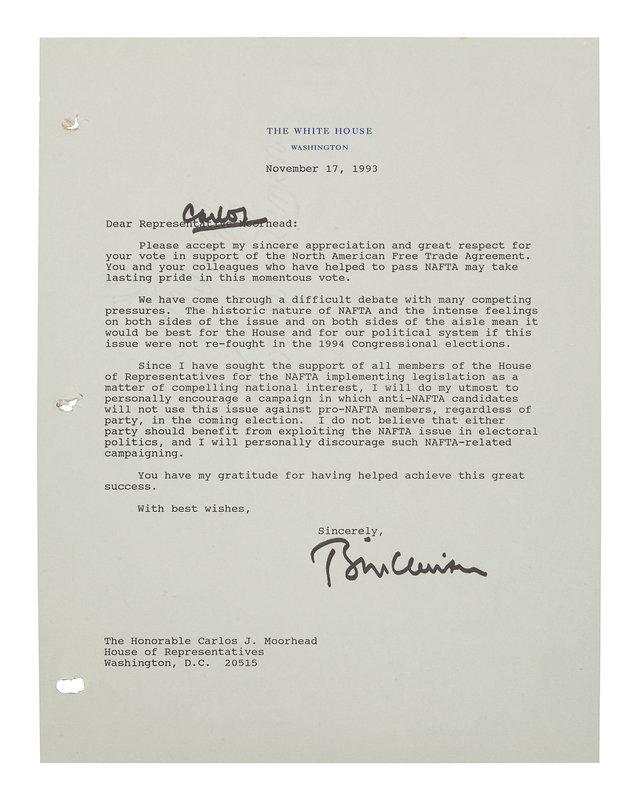 THE WHITE HOUSE
WASHINGTON
November 17, 1993
Carlos
Dear Representative Moorhead:
Please accept my sincere appreciation and great respect for
your vote in support of the North American Free Trade Agreement.
You and your colleagues who have helped to pass NAFTA may take
lasting pride in this momentous vote.
We have come through a difficult debate with many competing
pressures. The historic nature of NAFTA and the intense feelings
on both sides of the issue and on both sides of the aisle mean it
would be best for the House and for our political system if this
issue were not re-fought in the 1994 Congressional elections.
Since I have sought the support of all members of the House
of Representatives for the NAFTA implementing legislation as a
matter of compelling national interest, I will do my utmost to
personally encourage a campaign in which anti-NAFTA candidates
will not use this issue against pro-NAFTA members, regardless of
party, in the coming election. I do not believe that either
party should benefit from exploiting the NAFTA issue in electoral
politics, and I will personally discourage such NAFTA-related
campaigning.
You have my gratitude for having helped achieve this great
success.
With best wishes,
Sincerely,
Bill Clinton
The Honorable Carlos J. Moorhead
House of Representatives
Washington, D.C. 20515